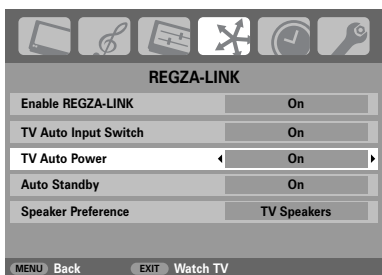 REGZA-LINK
Enable REGZA-LINK On
TV Auto Input Switch On
TV Auto Power On
Auto Standby On
Speaker Preference TV Speakers
MENU Back EXIT Watch TV